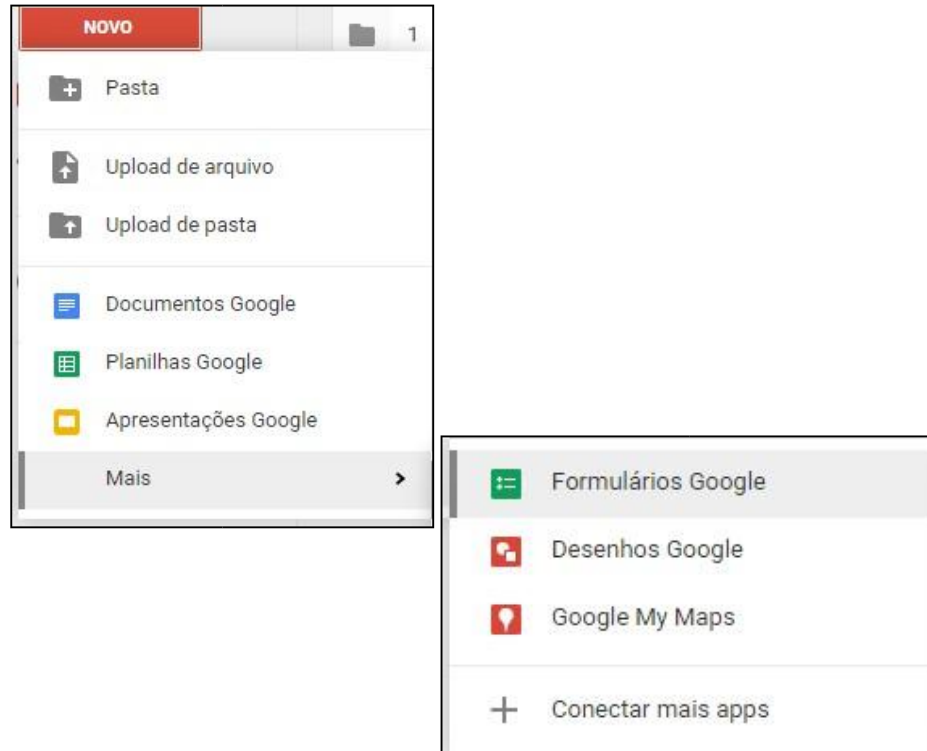 NOVO
1
Pasta
Upload de arquivo
Upload de pasta
Documentos Google
Planilhas Google
Apresentações Google
Mais
Formulários Google
Desenhos Google
Google My Maps
Conectar mais apps